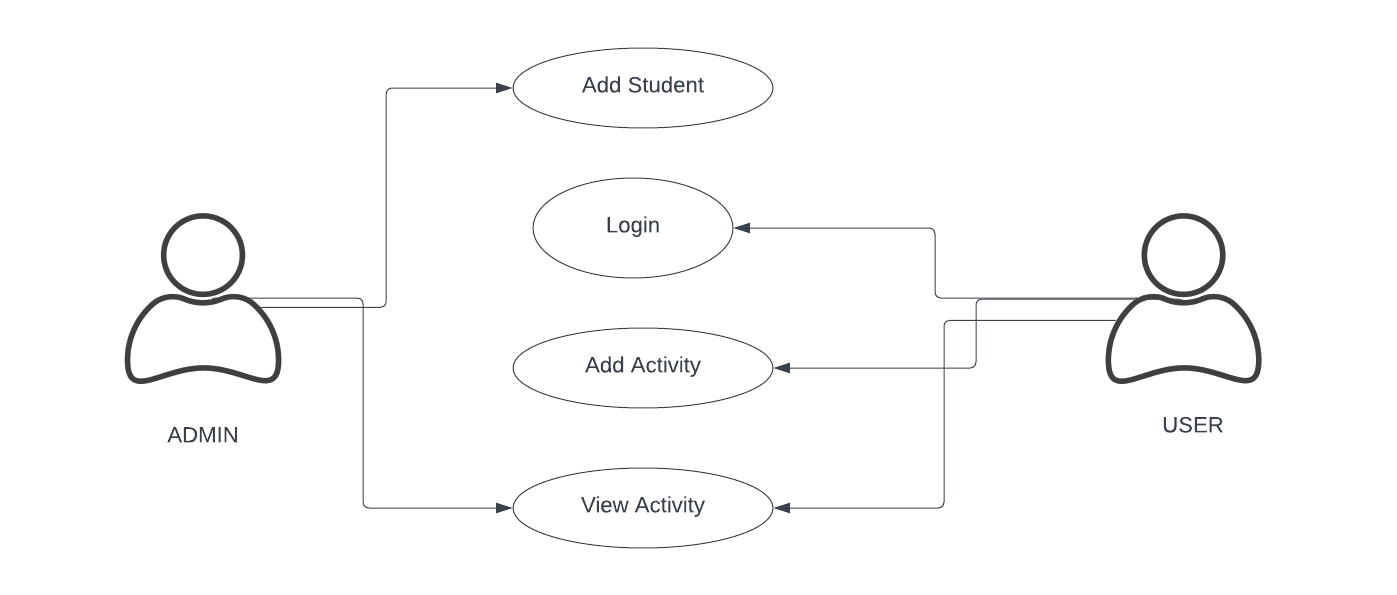 Add Student
Login
Add Activity
View Activity
ADMIN
USER